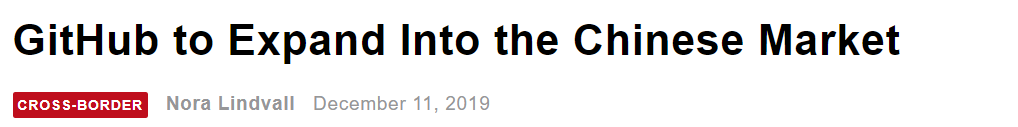 GitHub to Expand Into the Chinese Market
CROSS-BORDER Nora Lindvall December 11, 2019